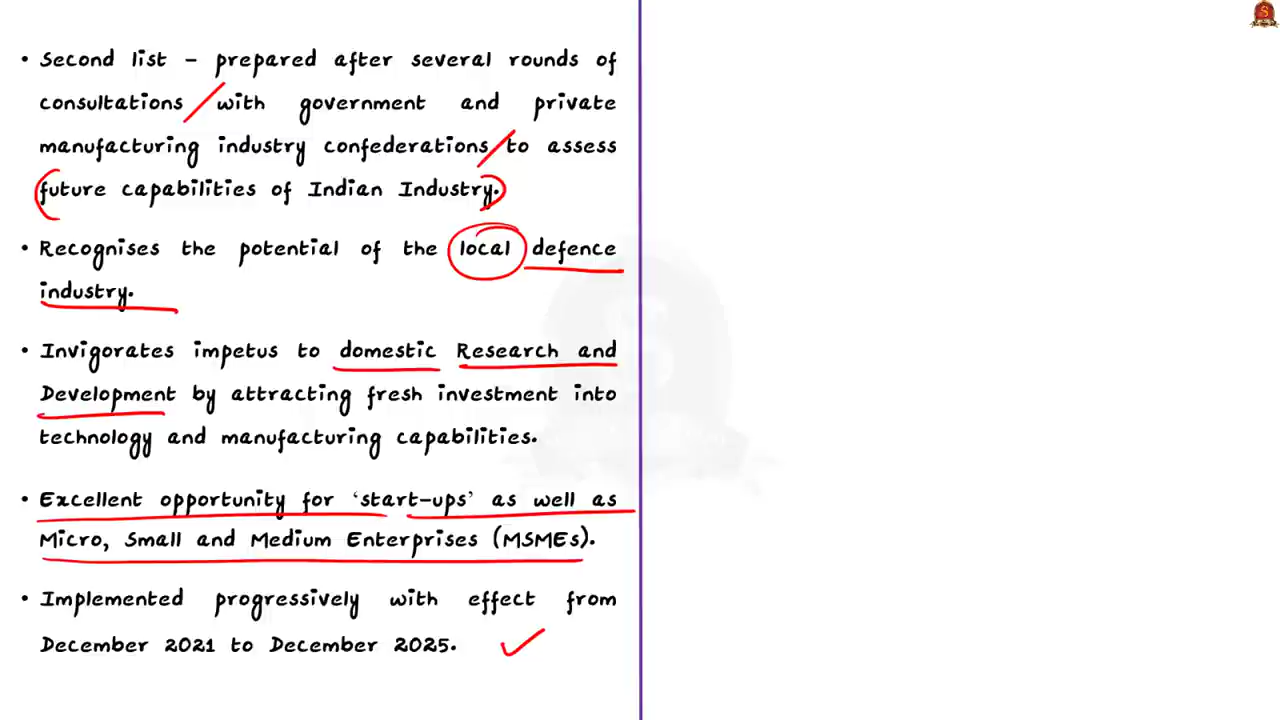 • Second list – prepared after several rounds of
consultations with government and private
manufacturing industry confederations to assess
future capabilities of Indian Industry.
• Recognises the potential of the local defence
industry.
• Invigorates impetus to domestic Research and
Development by attracting fresh investment into
technology and manufacturing capabilities.
• Excellent opportunity for ‘start-ups’ as well as
Micro, Small and Medium Enterprises (MSMEs).
• Implemented progressively with effect from
December 2021 to December 2025.